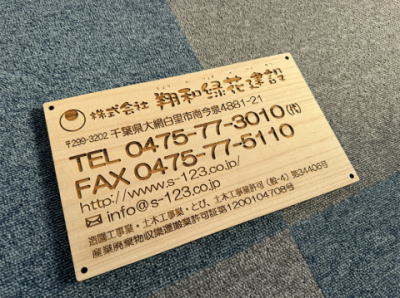 株式会社 翔和緑花建設
〒299-3202 千葉県大網白里市南今泉4881-21
TEL 0475-77-3010㈹
FAX 0475-77-5110
http://www.s-123.co.jp/
✉ info@s-123.co.jp
造園工事業・土木工事業・とび、土木工事業許可(般-4)第34406号
産業廃棄物収集運搬業許可証第1200104708号